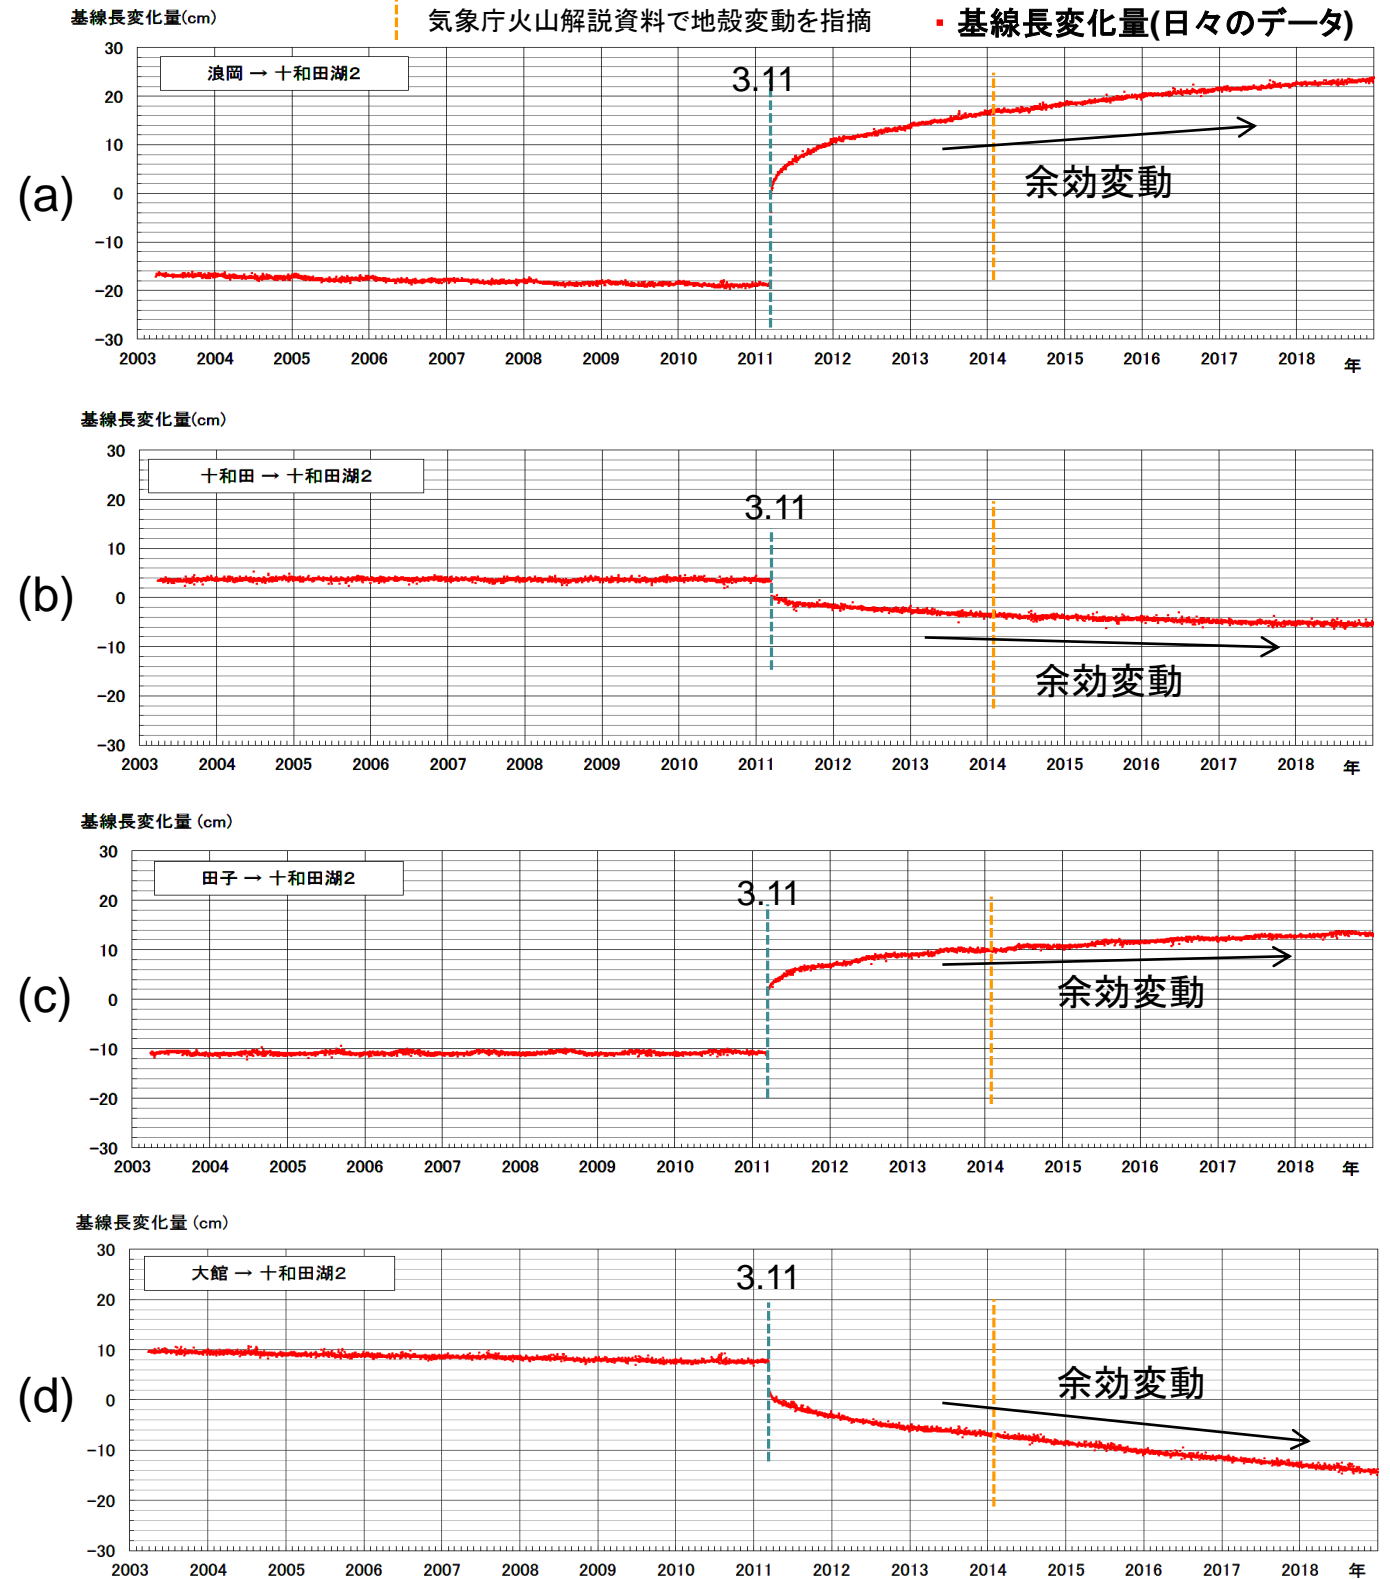 基線長変化量(cm) 気象庁火山解説資料で地殻変動を指摘 基線長変化量(日々のデータ)
(a)
浪岡 → 十和田湖2
3.11
余効変動
30
20
10
0
-10
-20
-30
2003 2004 2005 2006 2007 2008 2009 2010 2011 2012 2013 2014 2015 2016 2017 2018 年
基線長変化量(cm)
(b)
十和田 → 十和田湖2
3.11
余効変動
30
20
10
0
-10
-20
-30
2003 2004 2005 2006 2007 2008 2009 2010 2011 2012 2013 2014 2015 2016 2017 2018 年
基線長変化量 (cm)
(c)
田子 → 十和田湖2
3.11
余効変動
30
20
10
0
-10
-20
-30
2003 2004 2005 2006 2007 2008 2009 2010 2011 2012 2013 2014 2015 2016 2017 2018 年
基線長変化量 (cm)
(d)
大館 → 十和田湖2
3.11
余効変動
30
20
10
0
-10
-20
-30
2003 2004 2005 2006 2007 2008 2009 2010 2011 2012 2013 2014 2015 2016 2017 2018 年